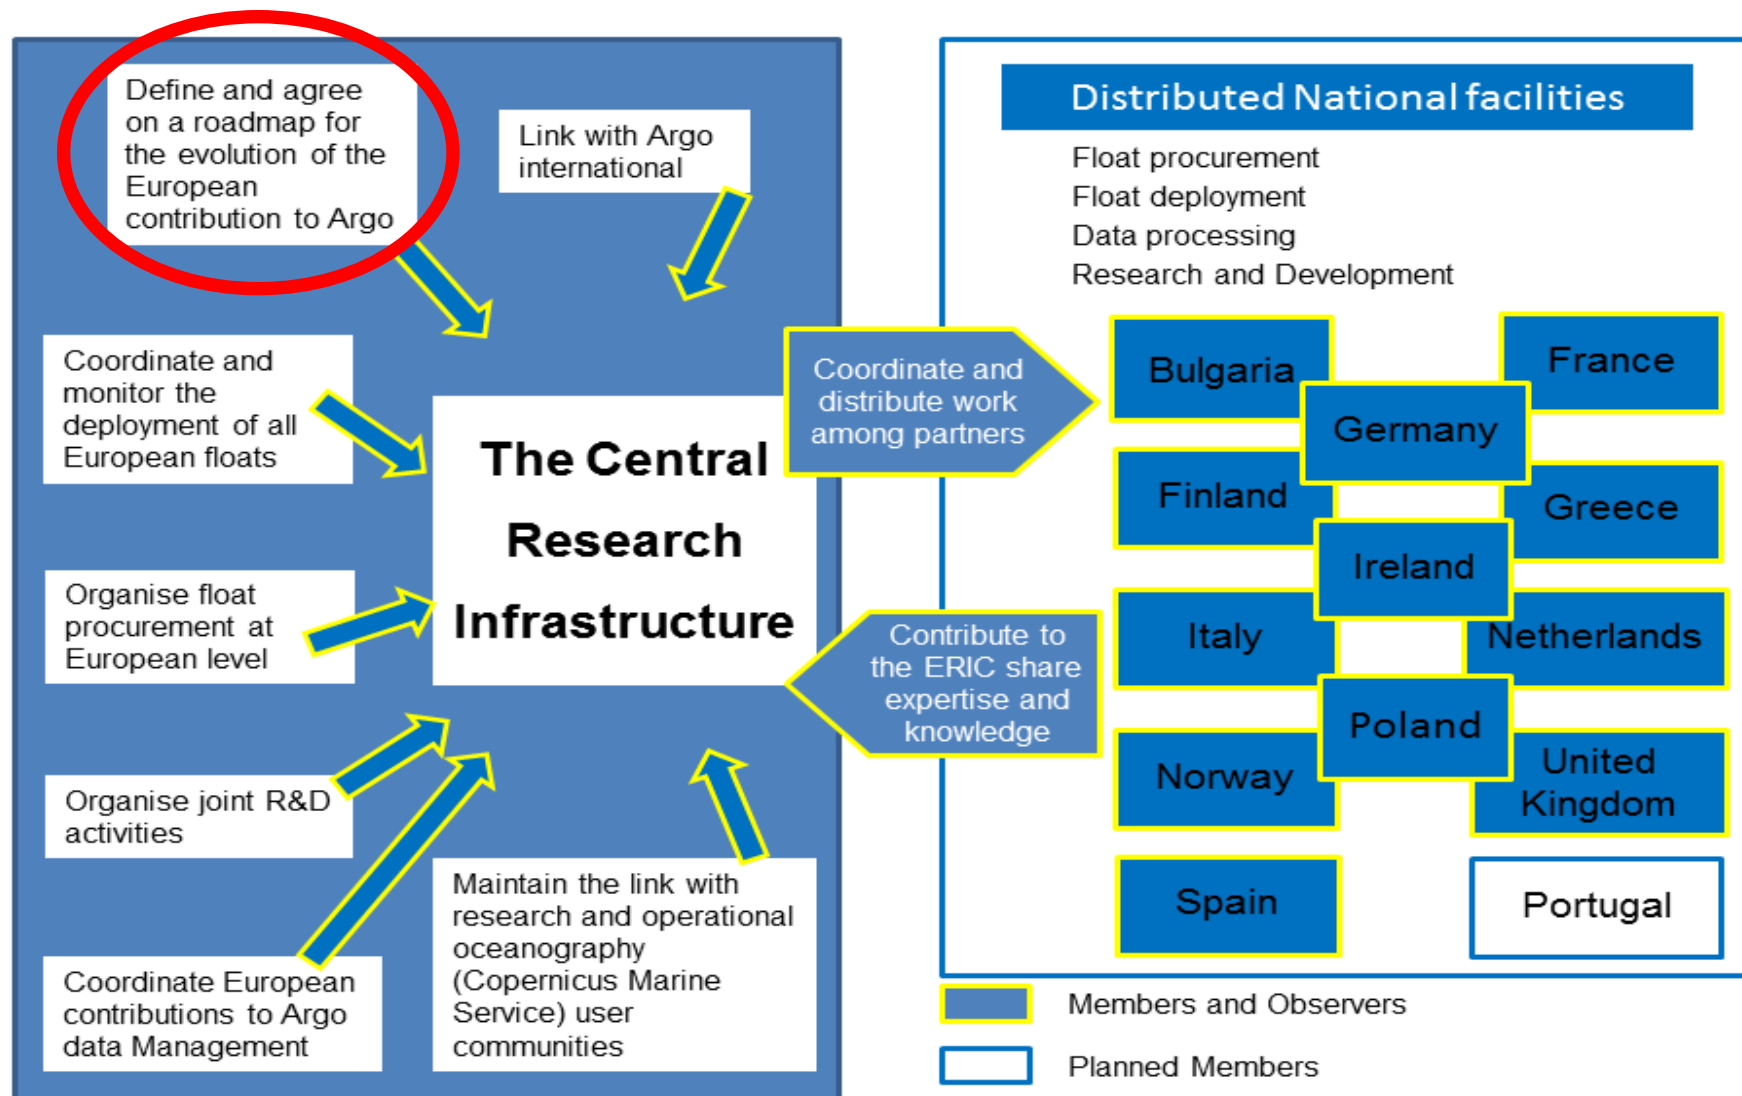 Define and agree
on a roadmap for
the evolution of the
European
contribution to Argo
Link with Argo
international
Coordinate and
monitor the
deployment of all
European floats
Organise float
procurement at
European level
Organise joint R&D
activities
Coordinate European
contributions to Argo
data Management
Maintain the link with
research and operational
oceanography
(Copernicus Marine
Service) user
communities
The Central
Research
Infrastructure
Coordinate and
distribute work
among partners
Contribute to
the ERIC share
expertise and
knowledge
Distributed National facilities
Float procurement
Float deployment
Data processing
Research and Development
Bulgaria
France
Germany
Finland
Greece
Ireland
Italy
Netherlands
Poland
Norway
United
Kingdom
Spain
Portugal
Members and Observers
Planned Members